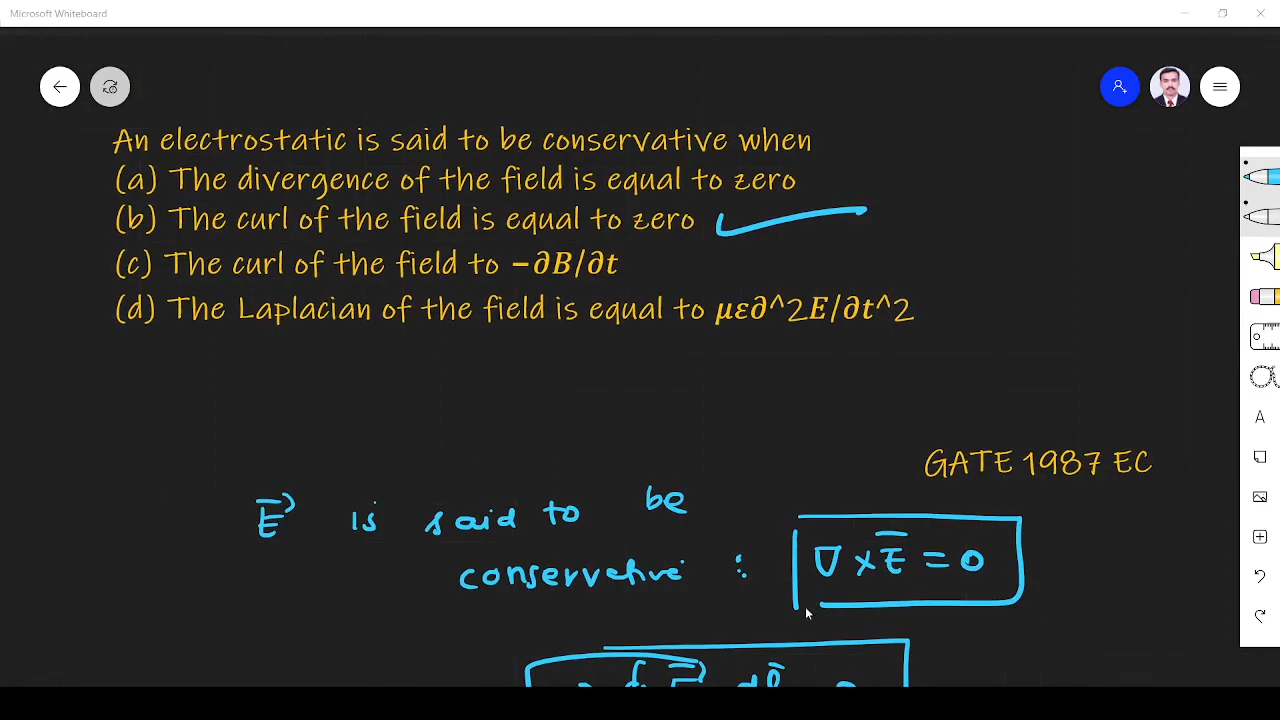 Microsoft Whiteboard
An electrostatic is said to be conservative when
(a) The divergence of the field is equal to zero
(b) The curl of the field is equal to zero
(c) The curl of the field to −∂B/∂t
(d) The Laplacian of the field is equal to με∂^2E/∂t^2
GATE 1987 EC
E⃗ is said to be
conservative ∵ ∇ × E̅ = 0
A